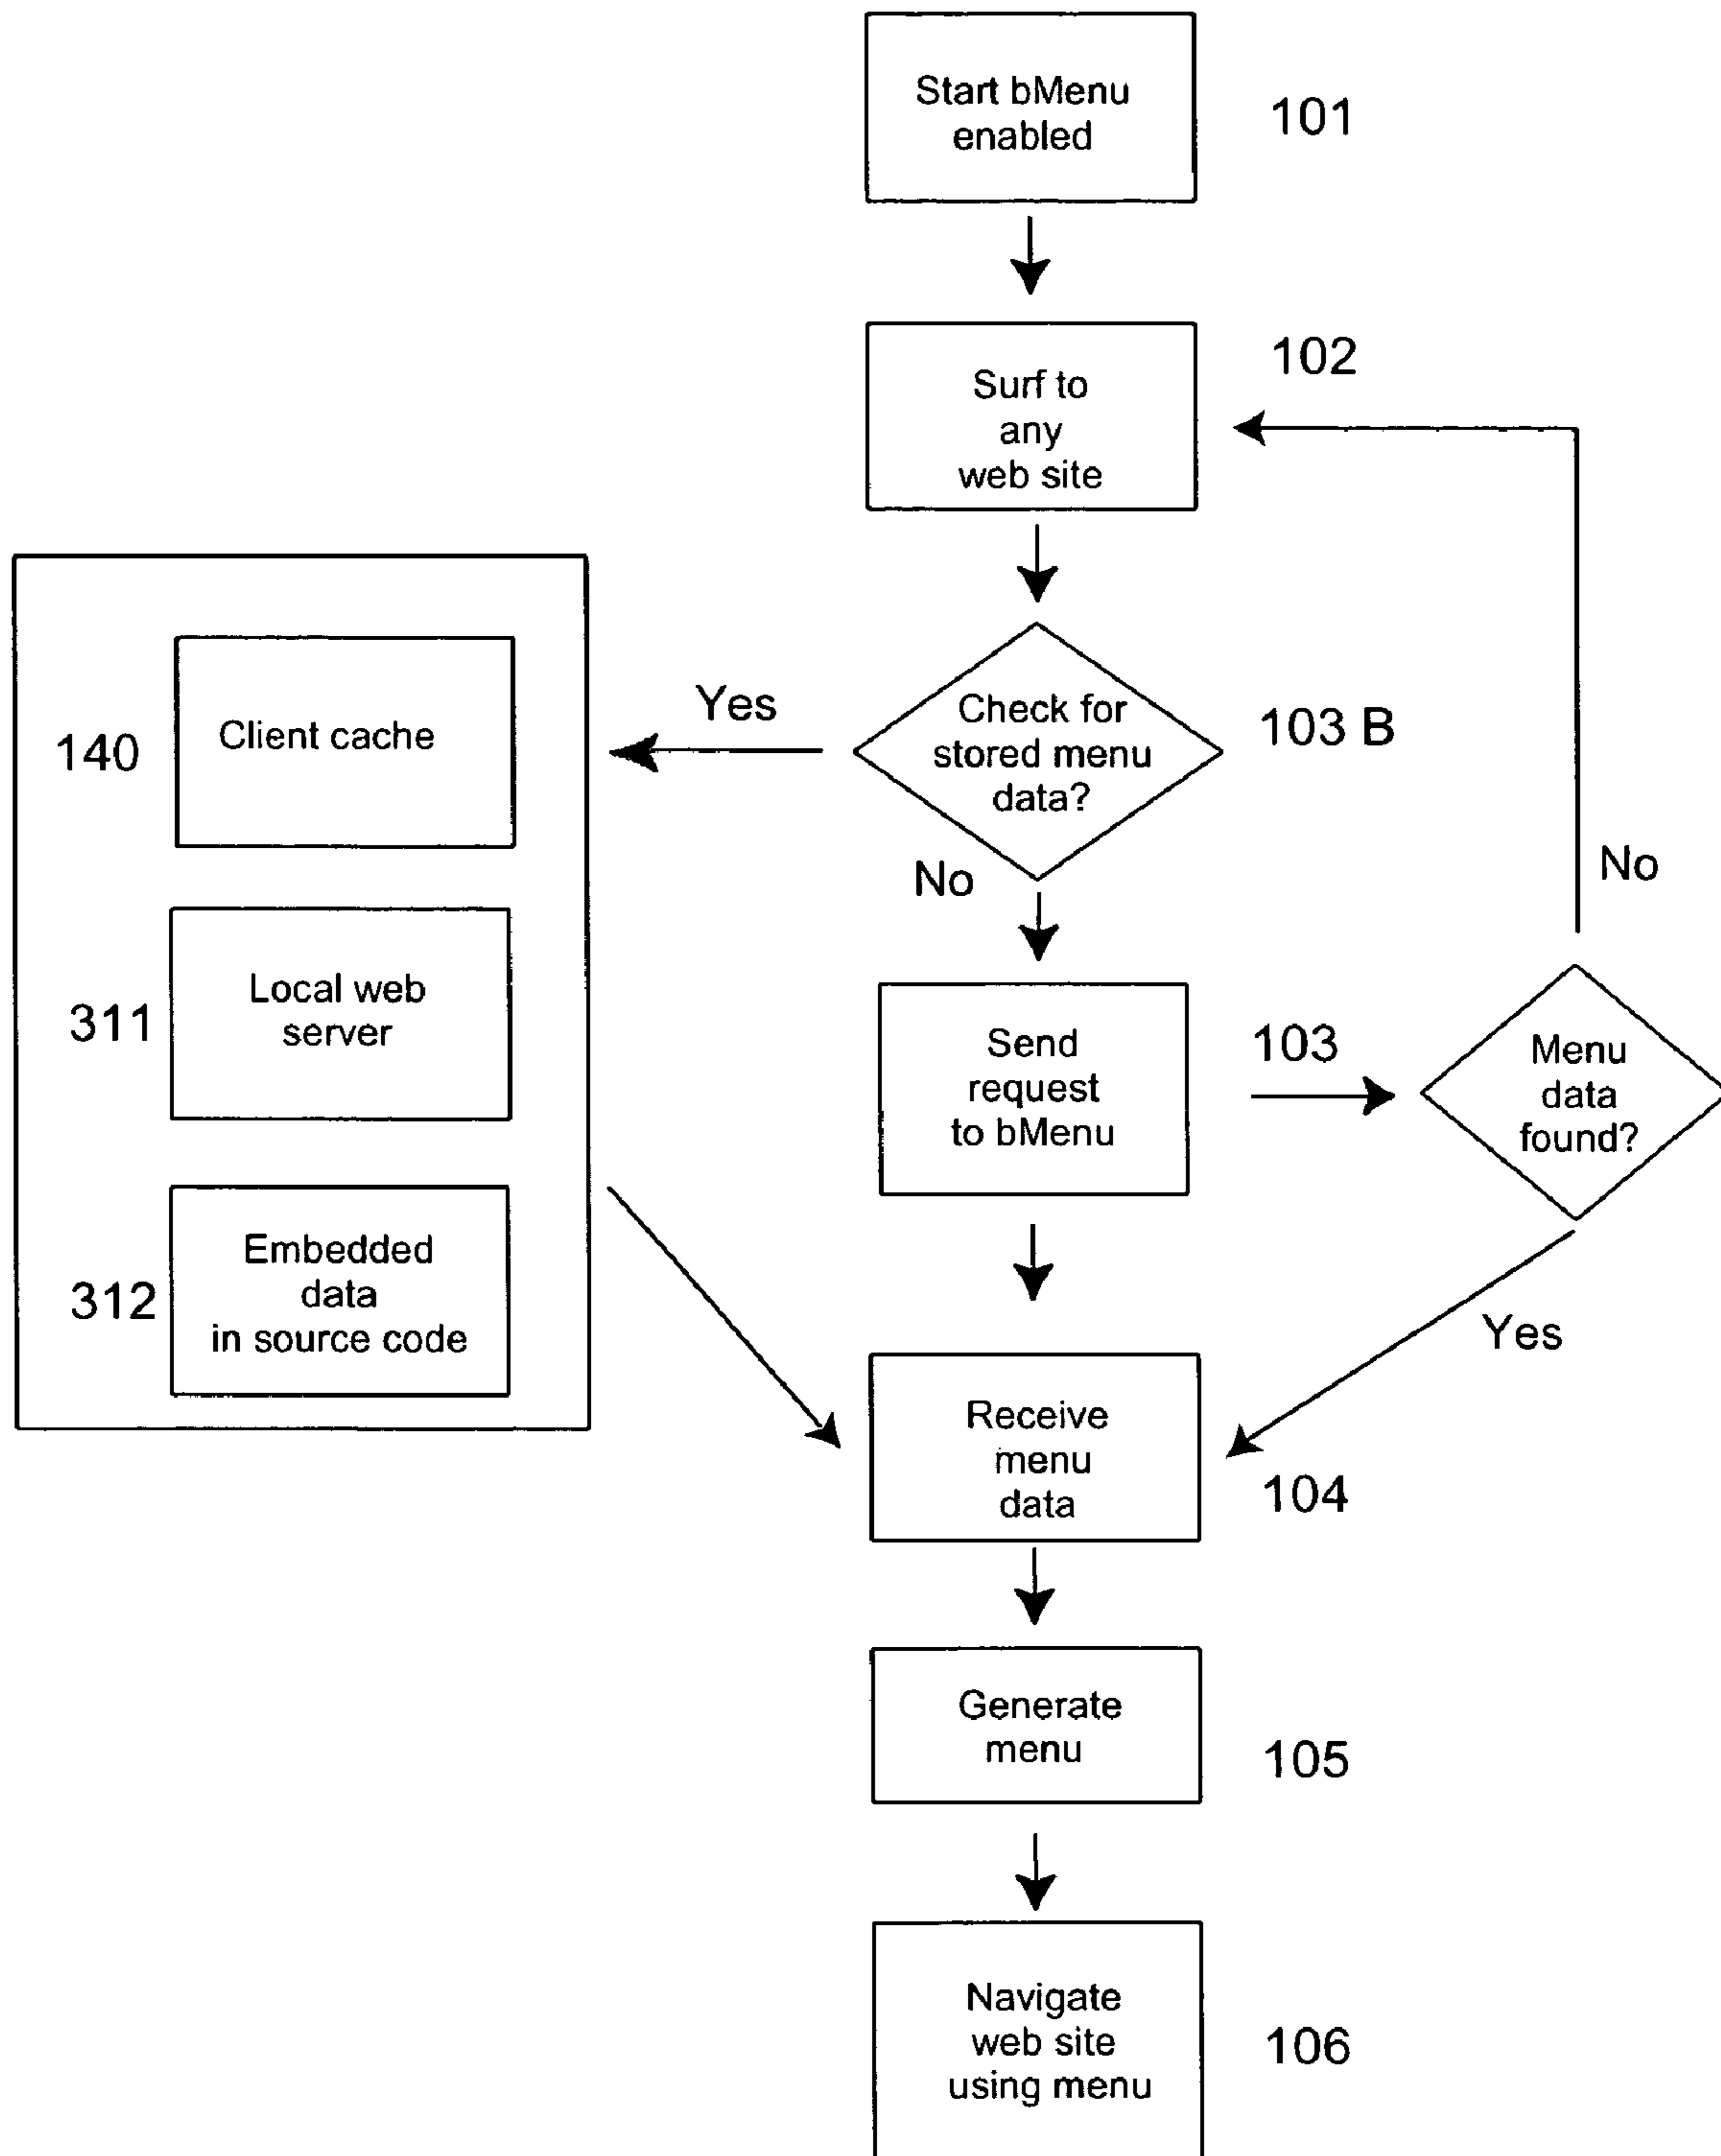 Start bMenu
enabled
101
Surf to
any
web site
102
Check for
stored menu
data?
103 B
Yes
No
Client cache
140
Local web
server
311
Embedded
data
in source code
312
Send
request
to bMenu
103
Menu
data
found?
No
Yes
Receive
menu
data
104
Generate
menu
105
Navigate
web site
using menu
106